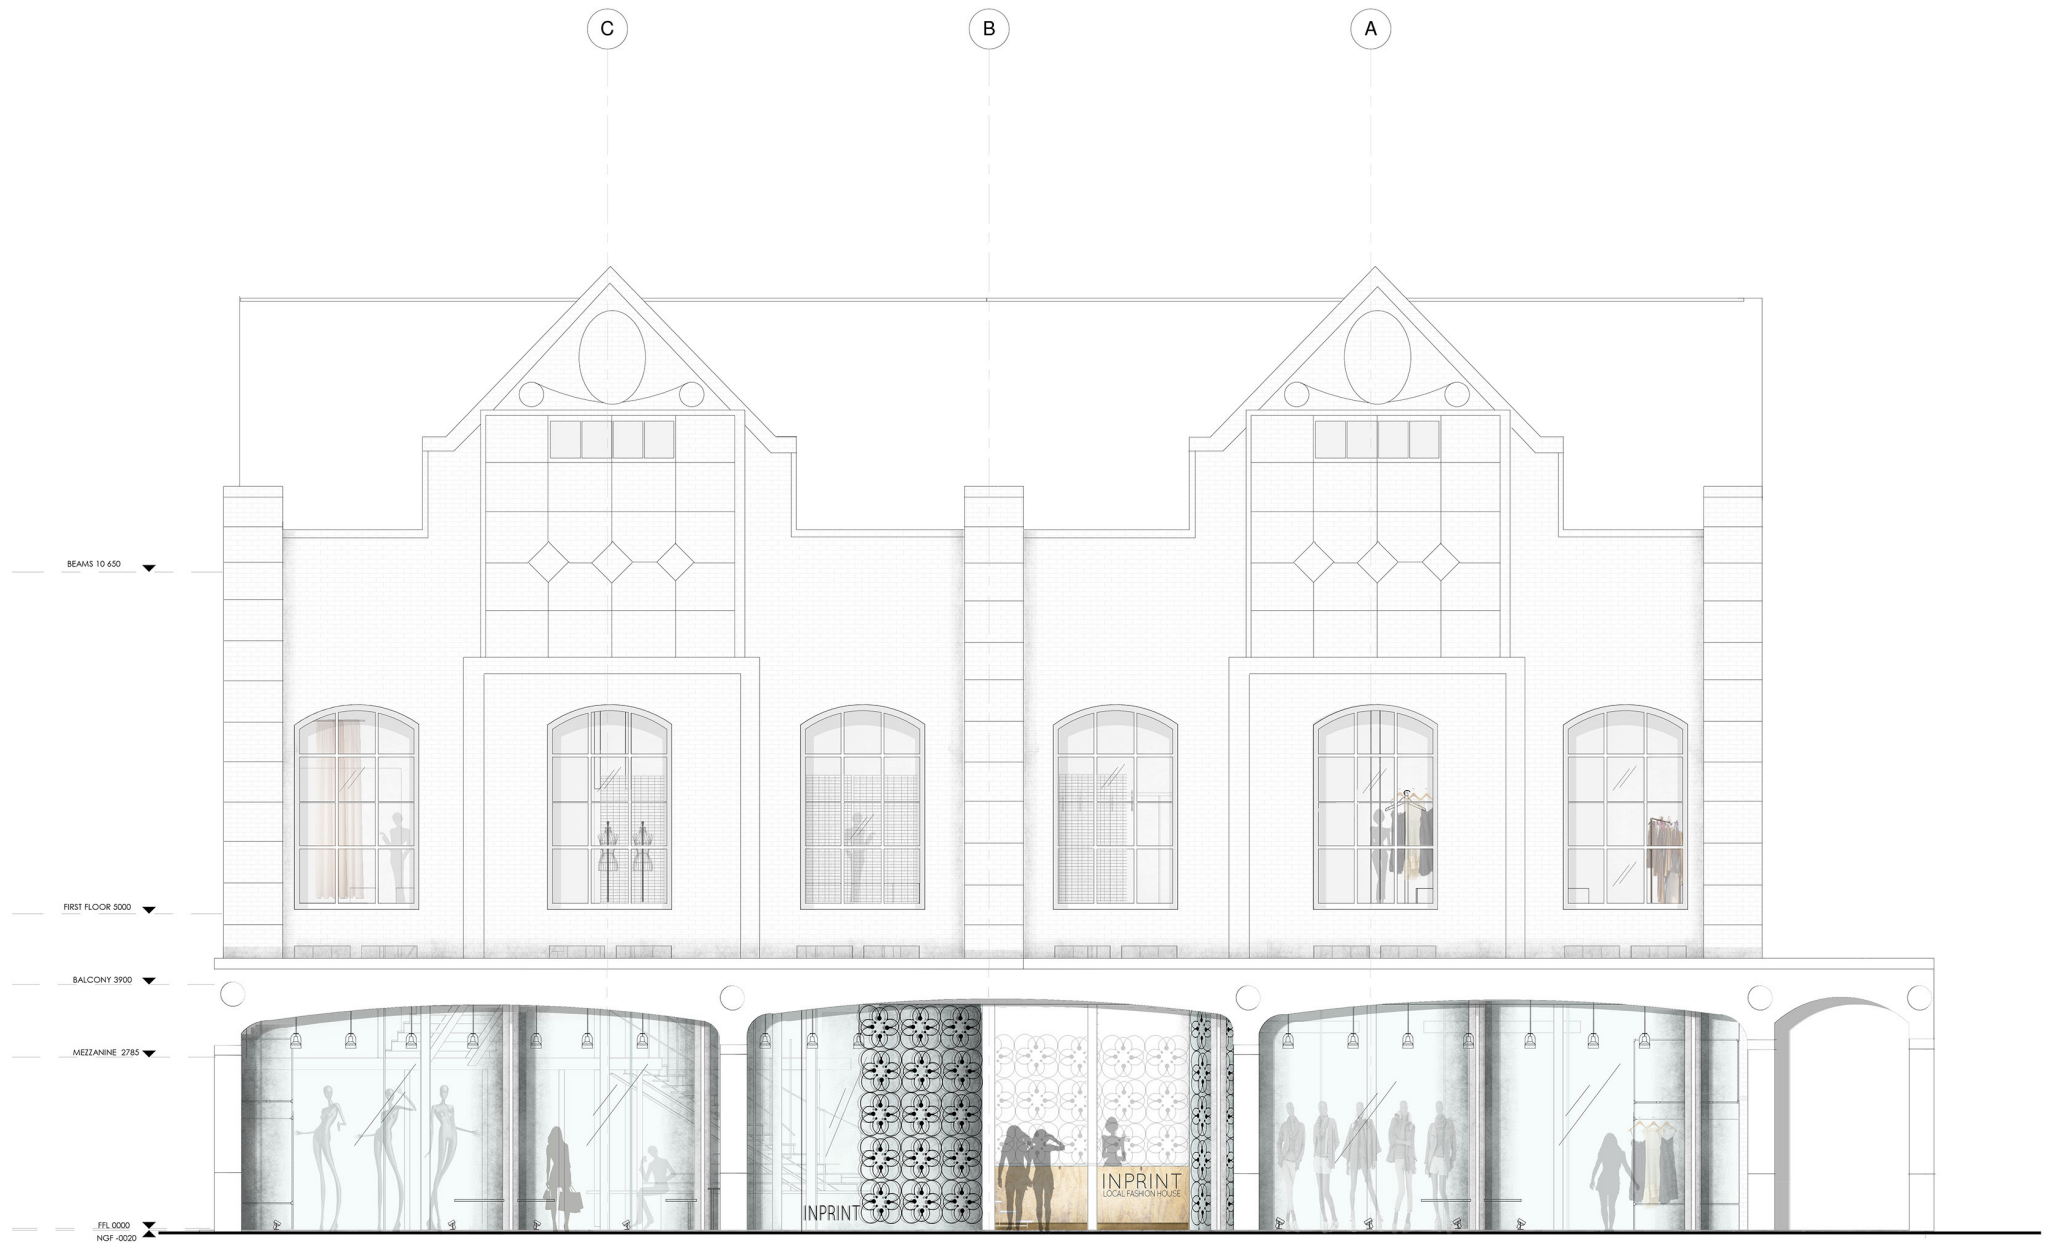 C
B
A
BEAMS 10 650
FIRST FLOOR 5000
BALCONY 3900
MEZZANINE 2785
INPRINT
LOCAL FASHION HOUSE
INPRINT
FFL 0000
NGF -0020